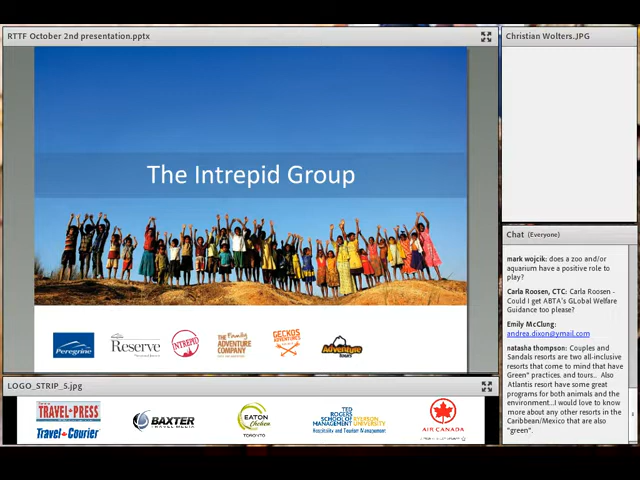 RTTF October 2nd presentation.pptx
The Intrepid Group
Peregrine
Reserve
INTREPID
The Family
ADVENTURE
COMPANY
GECKOS
ADVENTURES
Adventure
tours
LOGO_STRIP_5.jpg
TRAVEL PRESS
Travel Courier
BAXTER
TRAVEL MEDIA
EATON
Chelsea
TORONTO
TED
ROGERS
SCHOOL OF
MANAGEMENT
RYERSON
UNIVERSITY
Hospitality and Tourism Management
AIR CANADA
Christian Wolters.JPG
Chat (Everyone)
mark wojcik: does a zoo and/or
aquarium have a positive role to
play?
Carla Roosen, CTC: Carla Roosen -
Could I get ABTA's GLobal Welfare
Guidance too please?
Emily McClung:
andrea.dixon@ymail.com
natasha thompson: Couples and
Sandals resorts are two all-inclusive
resorts that come to mind that have
Green" practices. and tours.. Also
Atlantis resort have some great
programs for both animals and the
environment...I would love to know
more about any other resorts in the
Caribbean/Mexico that are also
"green".